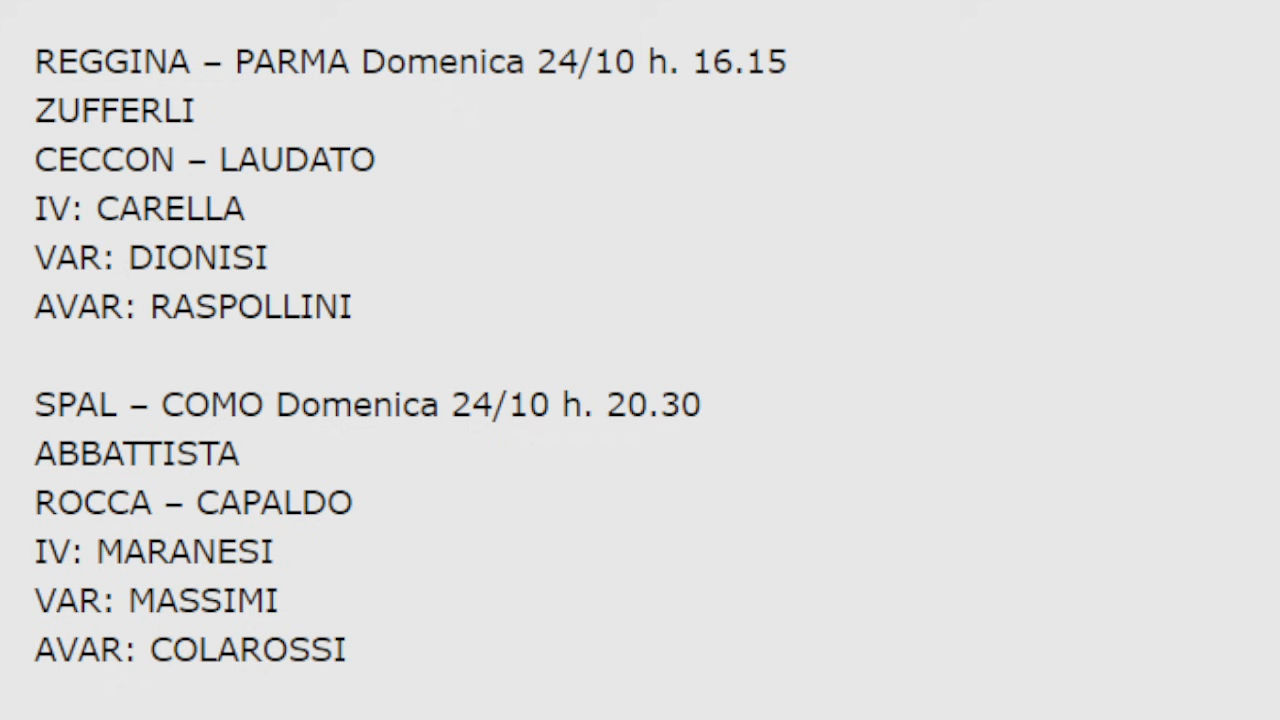 REGGINA – PARMA Domenica 24/10 h. 16.15
ZUFFERLI
CECCON – LAUDATO
IV: CARELLA
VAR: DIONISI
AVAR: RASPOLLINI
SPAL – COMO Domenica 24/10 h. 20.30
ABBATTISTA
ROCCA – CAPALDO
IV: MARANESI
VAR: MASSIMI
AVAR: COLAROSSI